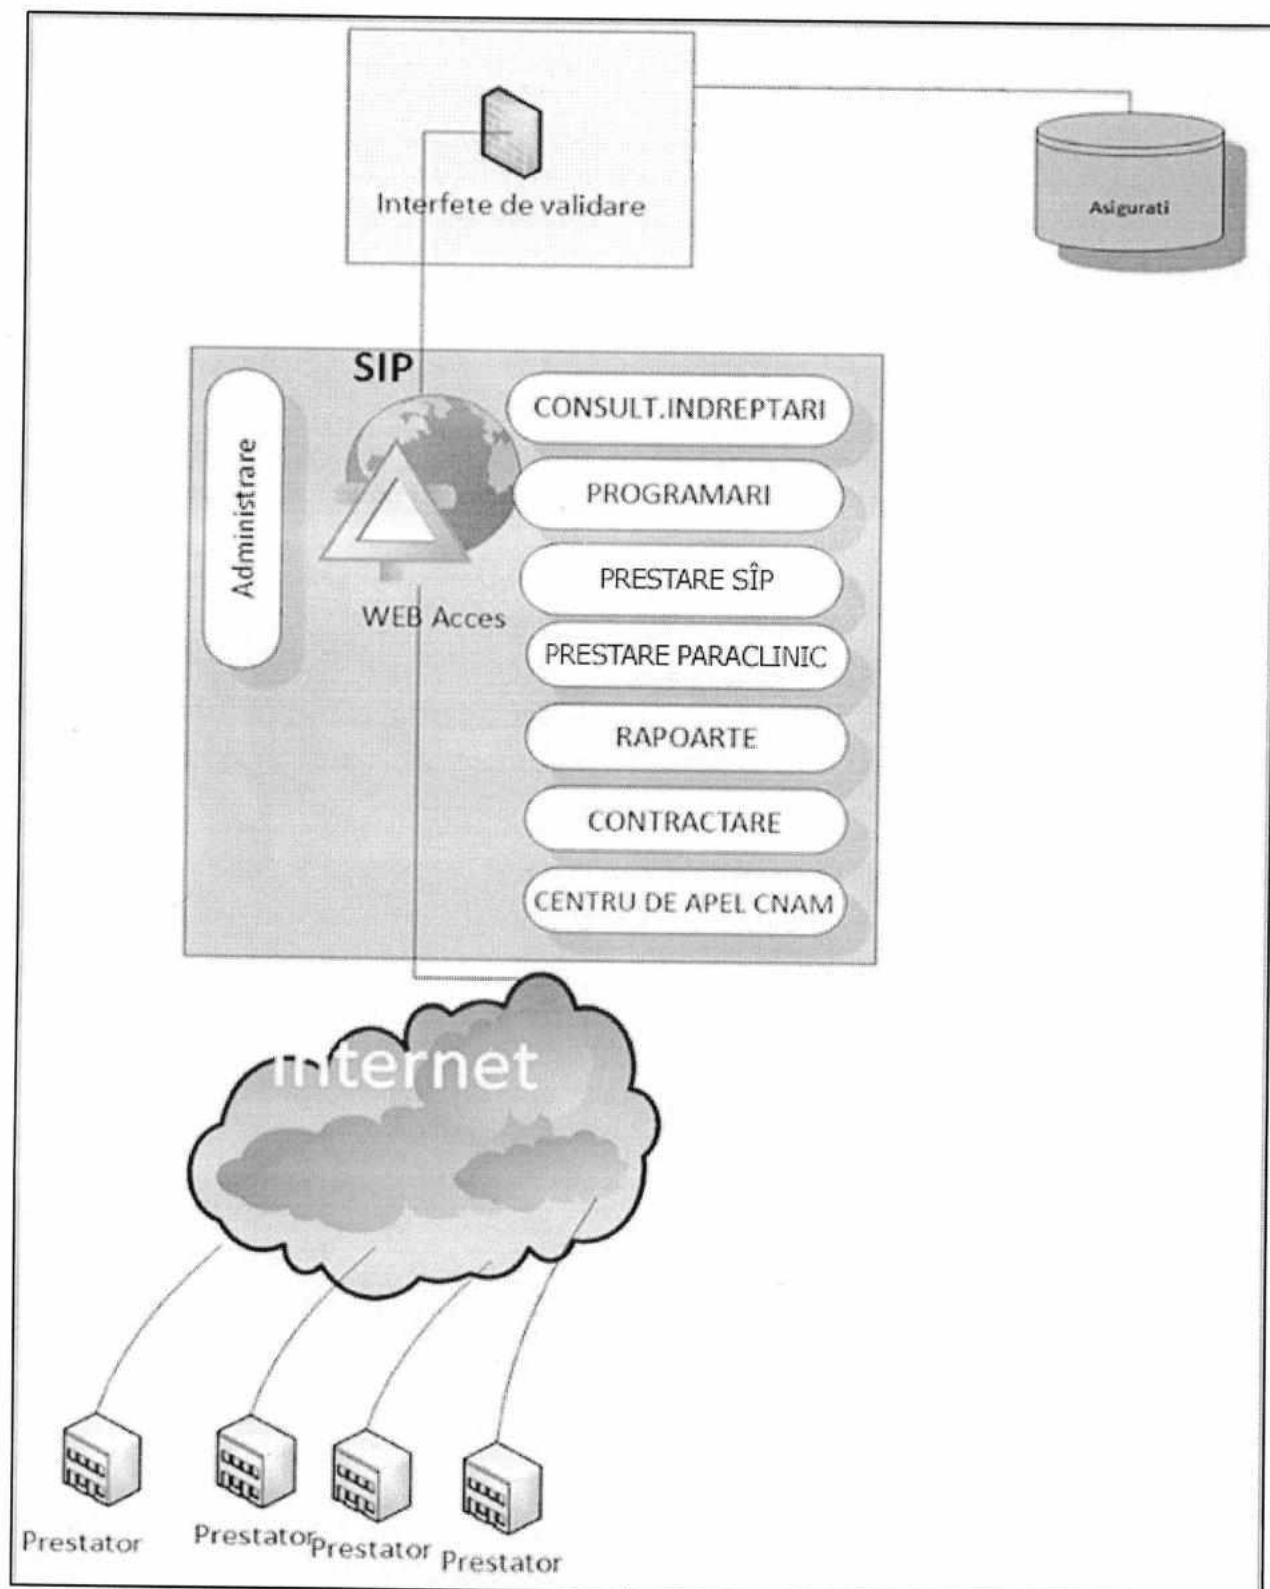 Interfete de validare
Asigurati
SIP
Administrare
WEB Acces
CONSULT.INDREPTARI
PROGRAMARI
PRESTARE SÎP
PRESTARE PARACLINIC
RAPOARTE
CONTRACTARE
CENTRU DE APEL CNAM
Internet
Prestator
Prestator
Prestator
Prestator